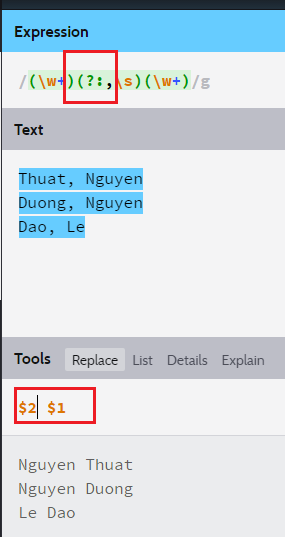 Expression
/(\w+)(?:,\s)(\w+)/g
Text
Thuat, Nguyen
Duong, Nguyen
Dao, Le
Tools Replace List Details Explain
$2 $1
Nguyen Thuat
Nguyen Duong
Le Dao